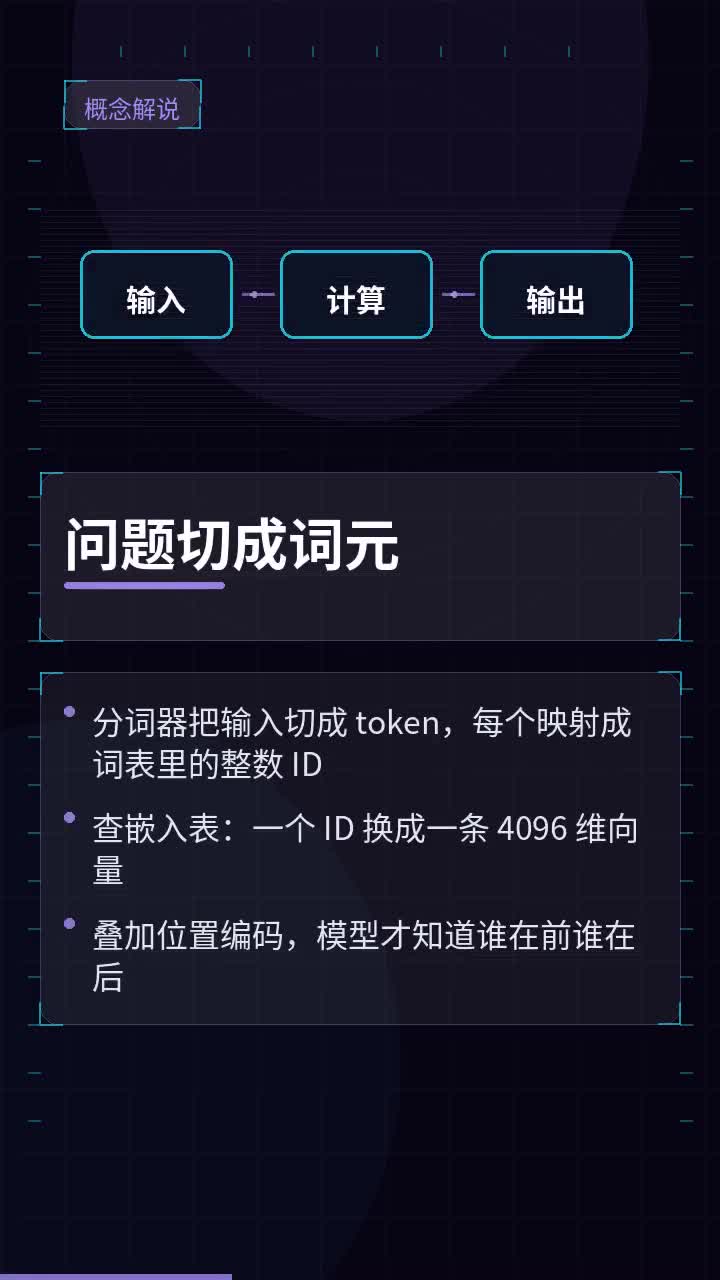 概念解说
输入
计算
输出
问题切成词元
分词器把输入切成 token，每个映射成
词表里的整数 ID
查嵌入表：一个 ID 换成一条 4096 维向
量
叠加位置编码，模型才知道谁在前谁在
后